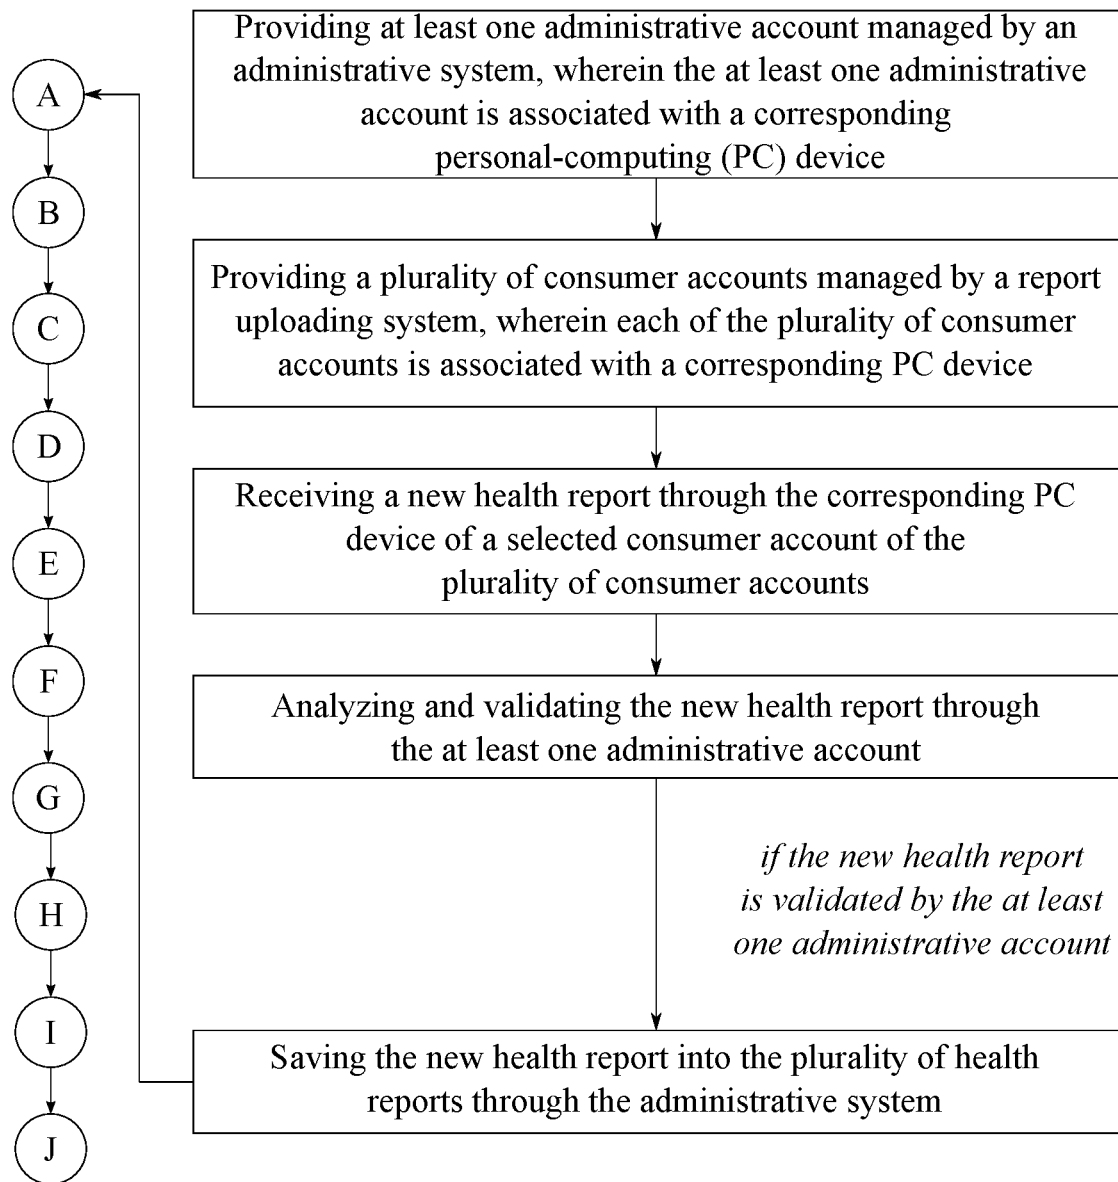 A
B
C
D
E
F
G
H
I
J
Providing at least one administrative account managed by an
administrative system, wherein the at least one administrative
account is associated with a corresponding
personal-computing (PC) device
Providing a plurality of consumer accounts managed by a report
uploading system, wherein each of the plurality of consumer
accounts is associated with a corresponding PC device
Receiving a new health report through the corresponding PC
device of a selected consumer account of the
plurality of consumer accounts
Analyzing and validating the new health report through
the at least one administrative account
if the new health report
is validated by the at least
one administrative account
Saving the new health report into the plurality of health
reports through the administrative system